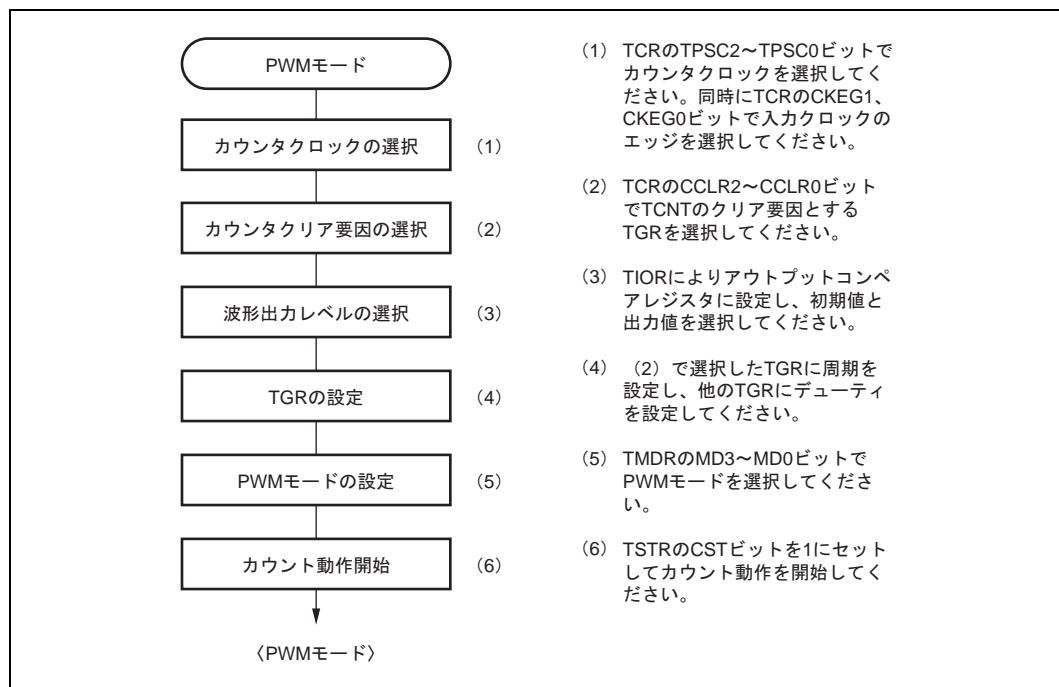 PWMモード
カウンタクロックの選択 (1)
カウンタクリア要因の選択 (2)
波形出力レベルの選択 (3)
TGRの設定 (4)
PWMモードの設定 (5)
カウント動作開始 (6)
〈PWMモード〉
(1) TCRのTPSC2～TPSC0ビットで
カウンタクロックを選択してく
ださい。同時にTCRのCKEG1、
CKEG0ビットで入力クロックの
エッジを選択してください。
(2) TCRのCCLR2～CCLR0ビット
でTCNTのクリア要因とする
TGRを選択してください。
(3) TIORによりアウトプットコンペ
アレジスタに設定し、初期値と
出力値を選択してください。
(4) (2)で選択したTGRに周期を
設定し、他のTGRにデューティ
を設定してください。
(5) TMDRのMD3～MD0ビットで
PWMモードを選択してくださ
い。
(6) TSTRのCSTビットを1にセット
してカウント動作を開始してく
ださい。